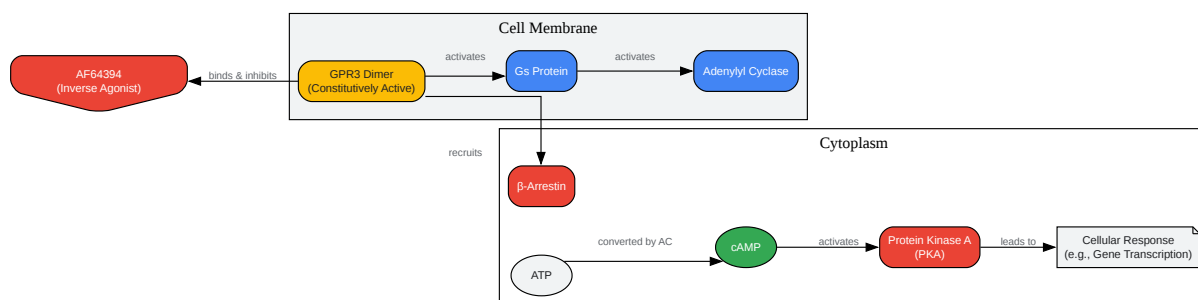 Cell Membrane
AF64394
(Inverse Agonist)
binds & inhibits
GPR3 Dimer
(Constitutively Active)
activates
Gs Protein
activates
Adenylyl Cyclase
recruits
Cytoplasm
β-Arrestin
ATP
converted by AC
cAMP
activates
Protein Kinase A
(PKA)
leads to
Cellular Response
(e.g., Gene Transcription)